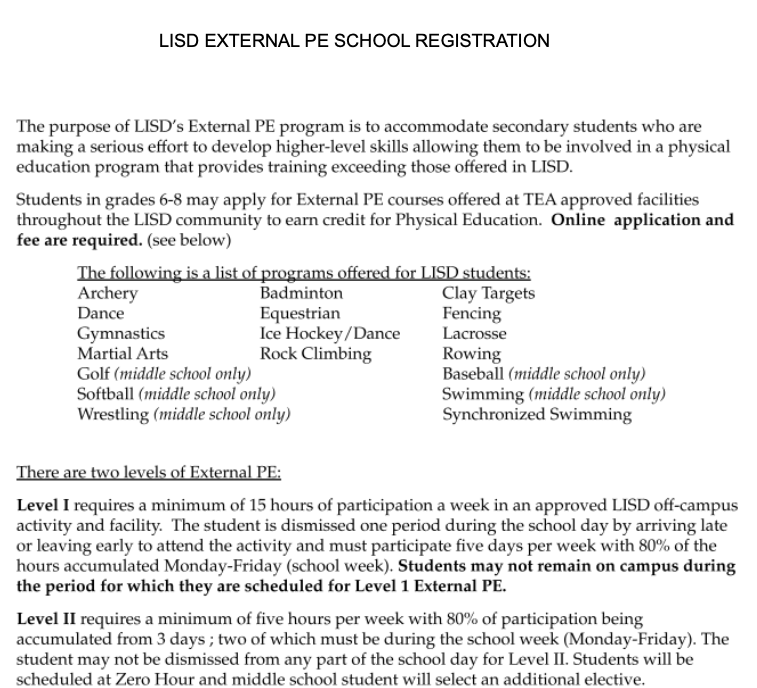 LISD EXTERNAL PE SCHOOL REGISTRATION
The purpose of LISD's External PE program is to accommodate secondary students who are
making a serious effort to develop higher-level skills allowing them to be involved in a physical
education program that provides training exceeding those offered in LISD.
Students in grades 6-8 may apply for External PE courses offered at TEA approved facilities
throughout the LISD community to earn credit for Physical Education. Online application and
fee are required. (see below)
The following is a list of programs offered for LISD students:
Archery Badminton Clay Targets
Dance Equestrian Fencing
Gymnastics Ice Hockey/Dance Lacrosse
Martial Arts Rock Climbing Rowing
Golf (middle school only) Baseball (middle school only)
Softball (middle school only) Swimming (middle school only)
Wrestling (middle school only) Synchronized Swimming
There are two levels of External PE:
Level I requires a minimum of 15 hours of participation a week in an approved LISD off-campus
activity and facility. The student is dismissed one period during the school day by arriving late
or leaving early to attend the activity and must participate five days per week with 80% of the
hours accumulated Monday-Friday (school week). Students may not remain on campus during
the period for which they are scheduled for Level 1 External PE.
Level II requires a minimum of five hours per week with 80% of participation being
accumulated from 3 days ; two of which must be during the school week (Monday-Friday). The
student may not be dismissed from any part of the school day for Level II. Students will be
scheduled at Zero Hour and middle school student will select an additional elective.